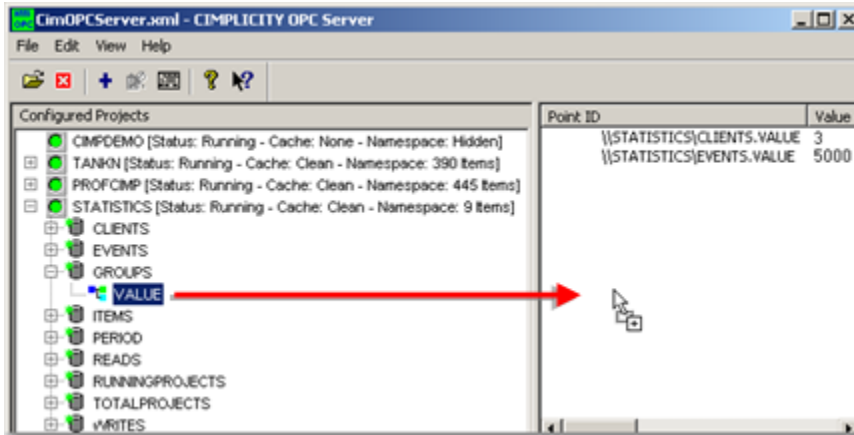 CimOPCServer.xml - CIMPLICITY OPC Server
File Edit View Help
Configured Projects
Point ID Value
CIMPDEMO [Status: Running - Cache: None - Namespace: Hidden]
\\STATISTICS\CLIENTS.VALUE 3
TANKN [Status: Running - Cache: Clean - Namespace: 390 Items]
\\STATISTICS\EVENTS.VALUE 5000
PROFCIMP [Status: Running - Cache: Clean - Namespace: 445 Items]
STATISTICS [Status: Running - Cache: Clean - Namespace: 9 Items]
CLIENTS
EVENTS
GROUPS
VALUE
ITEMS
PERIOD
READS
RUNNINGPROJECTS
TOTALPROJECTS
WRITES